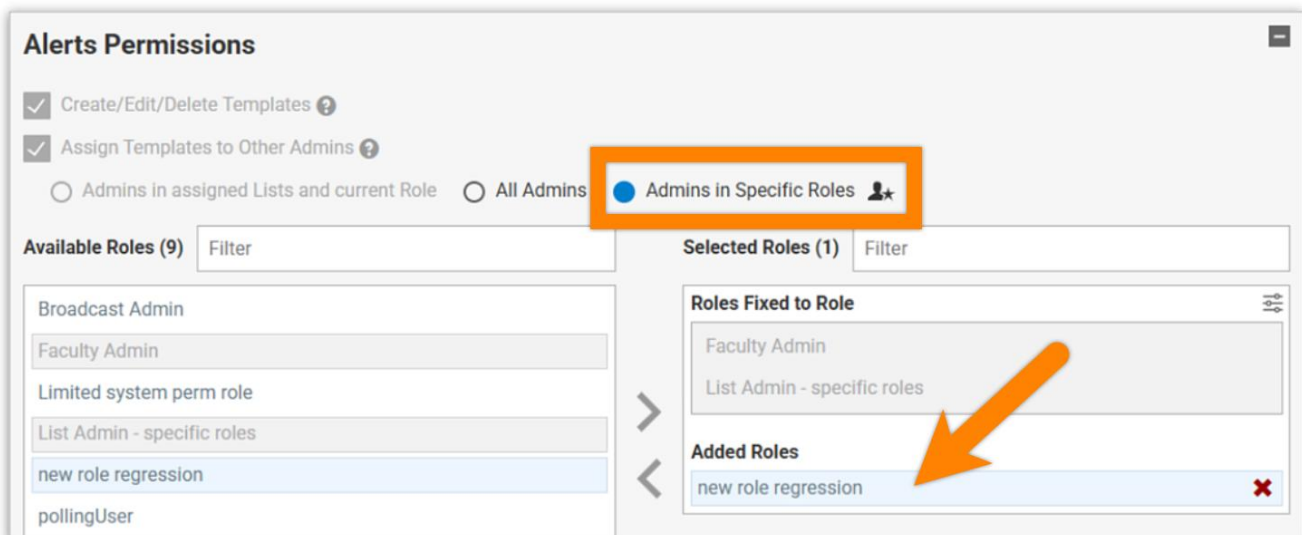 Alerts Permissions
Create/Edit/Delete Templates ?
Assign Templates to Other Admins ?
Admins in assigned Lists and current Role All Admins Admins in Specific Roles
Available Roles (9) Filter
Selected Roles (1) Filter
Broadcast Admin
Faculty Admin
Limited system perm role
List Admin - specific roles
new role regression
pollingUser
Roles Fixed to Role
Faculty Admin
List Admin - specific roles
Added Roles
new role regression